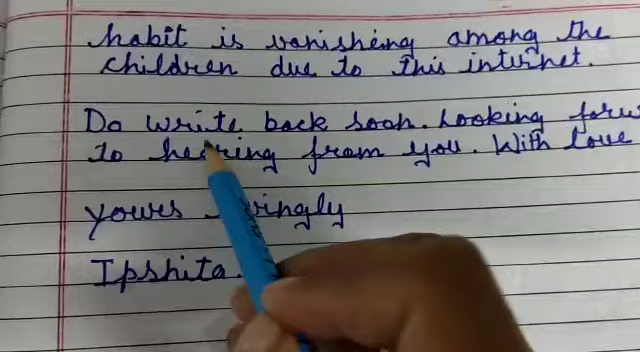 habit is vanishing among the
children due to this internet.
Do write back soon. Looking forw
to hearing from you. With love
yours vingly
Ipshita.